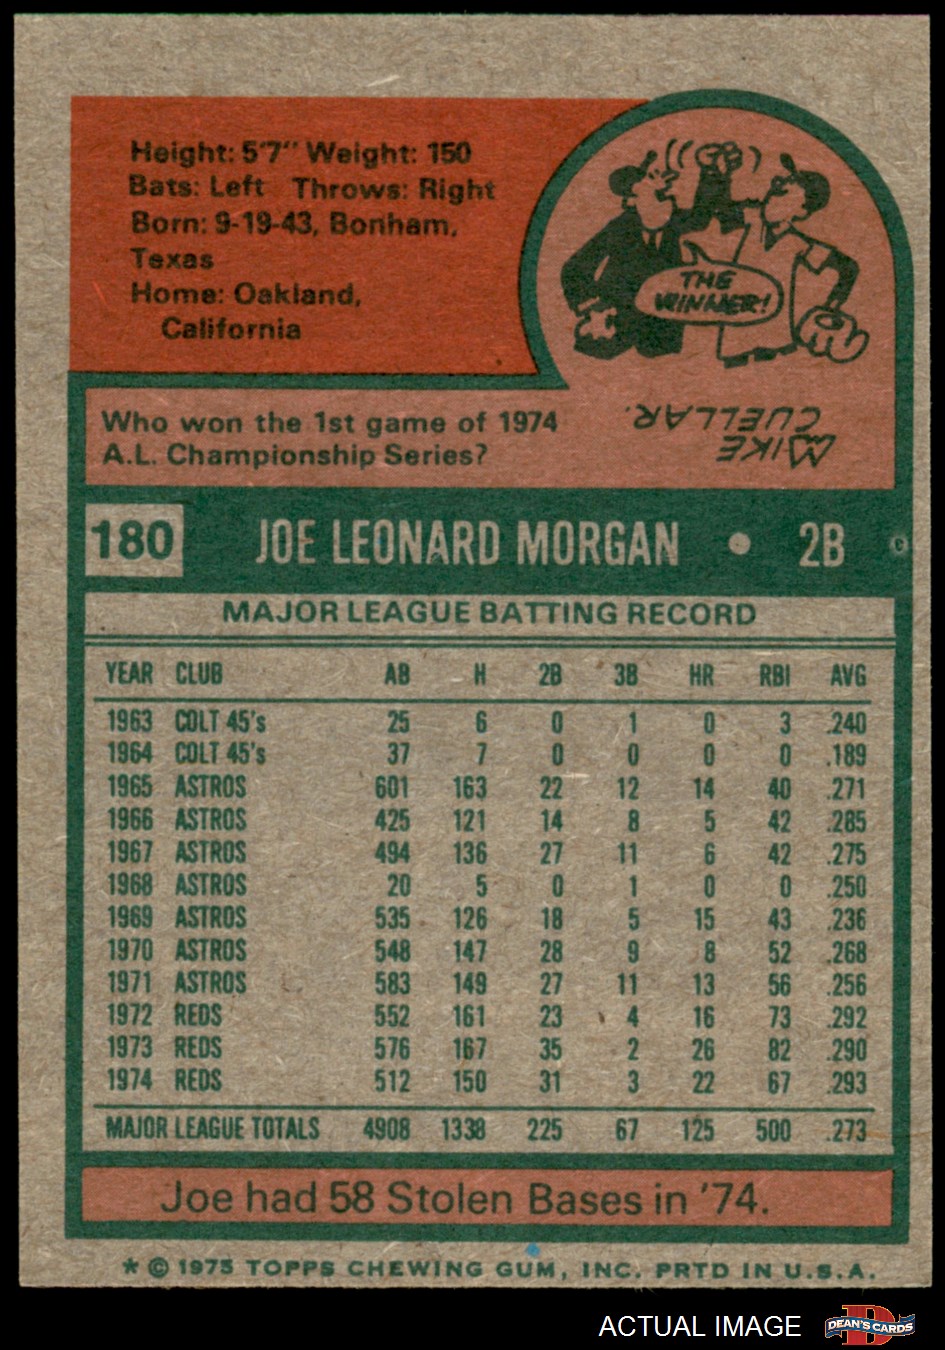 Height: 5'7" Weight: 150
Bats: Left Throws: Right
Born: 9-19-43, Bonham,
Texas
Home: Oakland,
California
THE
WINNER!
Who won the 1st game of 1974
A.L. Championship Series?
MIKE
CUELLAR.
180 JOE LEONARD MORGAN • 2B
MAJOR LEAGUE BATTING RECORD
YEAR CLUB AB H 2B 3B HR RBI AVG
1963 COLT 45's 25 6 0 1 0 3 .240
1964 COLT 45's 37 7 0 0 0 0 .189
1965 ASTROS 601 163 22 12 14 40 .271
1966 ASTROS 425 121 14 8 5 42 .285
1967 ASTROS 494 136 27 11 6 42 .275
1968 ASTROS 20 5 0 1 0 0 .250
1969 ASTROS 535 126 18 5 15 43 .236
1970 ASTROS 548 147 28 9 8 52 .268
1971 ASTROS 583 149 27 11 13 56 .256
1972 REDS 552 161 23 4 16 73 .292
1973 REDS 576 167 35 2 26 82 .290
1974 REDS 512 150 31 3 22 67 .293
MAJOR LEAGUE TOTALS 4908 1338 225 67 125 500 .273
Joe had 58 Stolen Bases in '74.
* © 1975 TOPPS CHEWING GUM, INC. PRTD IN U.S.A.
ACTUAL IMAGE
D
DEAN'S CARDS